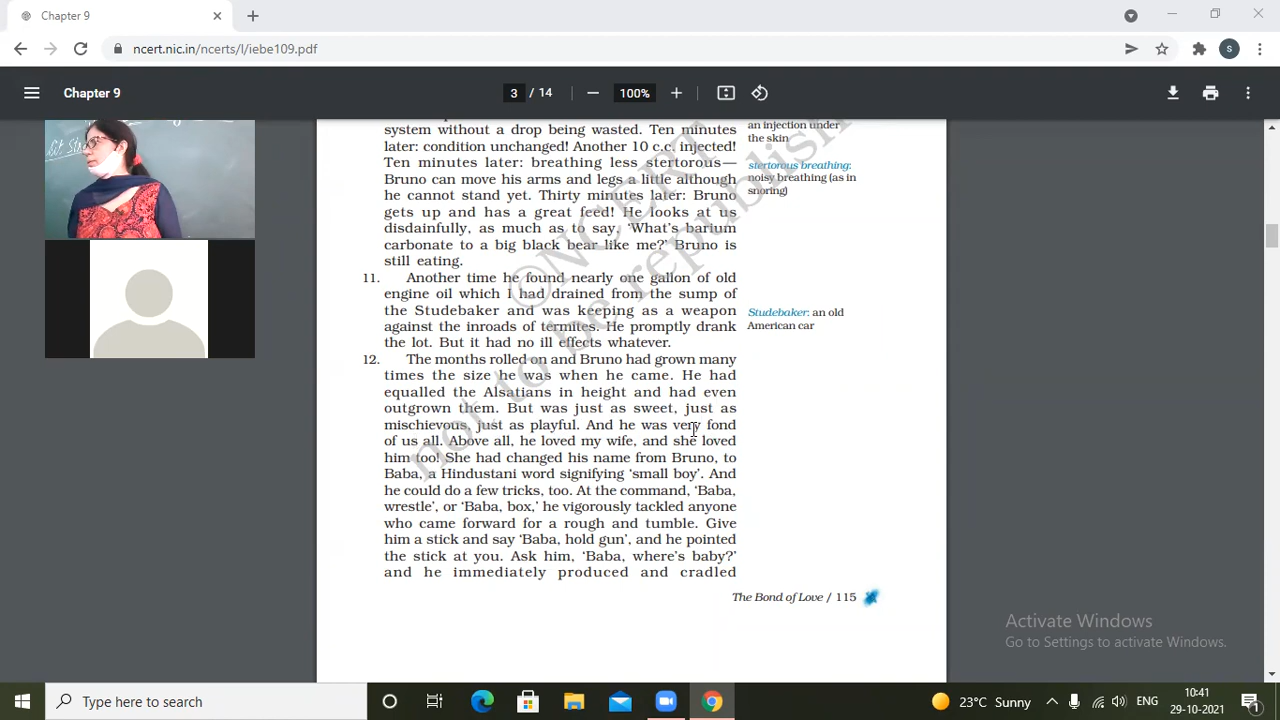 Chapter 9
ncert.nic.in/ncerts/l/iebe109.pdf
S
Chapter 9
3 / 14
100%
At St
system without a drop being wasted. Ten minutes
later: condition unchanged! Another 10 c.c. injected!
Ten minutes later: breathing less stertorous—
Bruno can move his arms and legs a little although
he cannot stand yet. Thirty minutes later: Bruno
gets up and has a great feed! He looks at us
disdainfully, as much as to say, ‘What’s barium
carbonate to a big black bear like me?’ Bruno is
still eating.
11. Another time he found nearly one gallon of old
engine oil which I had drained from the sump of
the Studebaker and was keeping as a weapon
against the inroads of termites. He promptly drank
the lot. But it had no ill effects whatever.
12. The months rolled on and Bruno had grown many
times the size he was when he came. He had
equalled the Alsatians in height and had even
outgrown them. But was just as sweet, just as
mischievous, just as playful. And he was very fond
of us all. Above all, he loved my wife, and she loved
him too! She had changed his name from Bruno, to
Baba, a Hindustani word signifying ‘small boy’. And
he could do a few tricks, too. At the command, ‘Baba,
wrestle’, or ‘Baba, box,’ he vigorously tackled anyone
who came forward for a rough and tumble. Give
him a stick and say ‘Baba, hold gun’, and he pointed
the stick at you. Ask him, ‘Baba, where’s baby?’
and he immediately produced and cradled
an injection under
the skin
stertorous breathing:
noisy breathing (as in
snoring)
Studebaker: an old
American car
©NCERT
not to be republish
The Bond of Love / 115
Activate Windows
Go to Settings to activate Windows.
Type here to search
23°C Sunny
ENG
10:41
29-10-2021
1